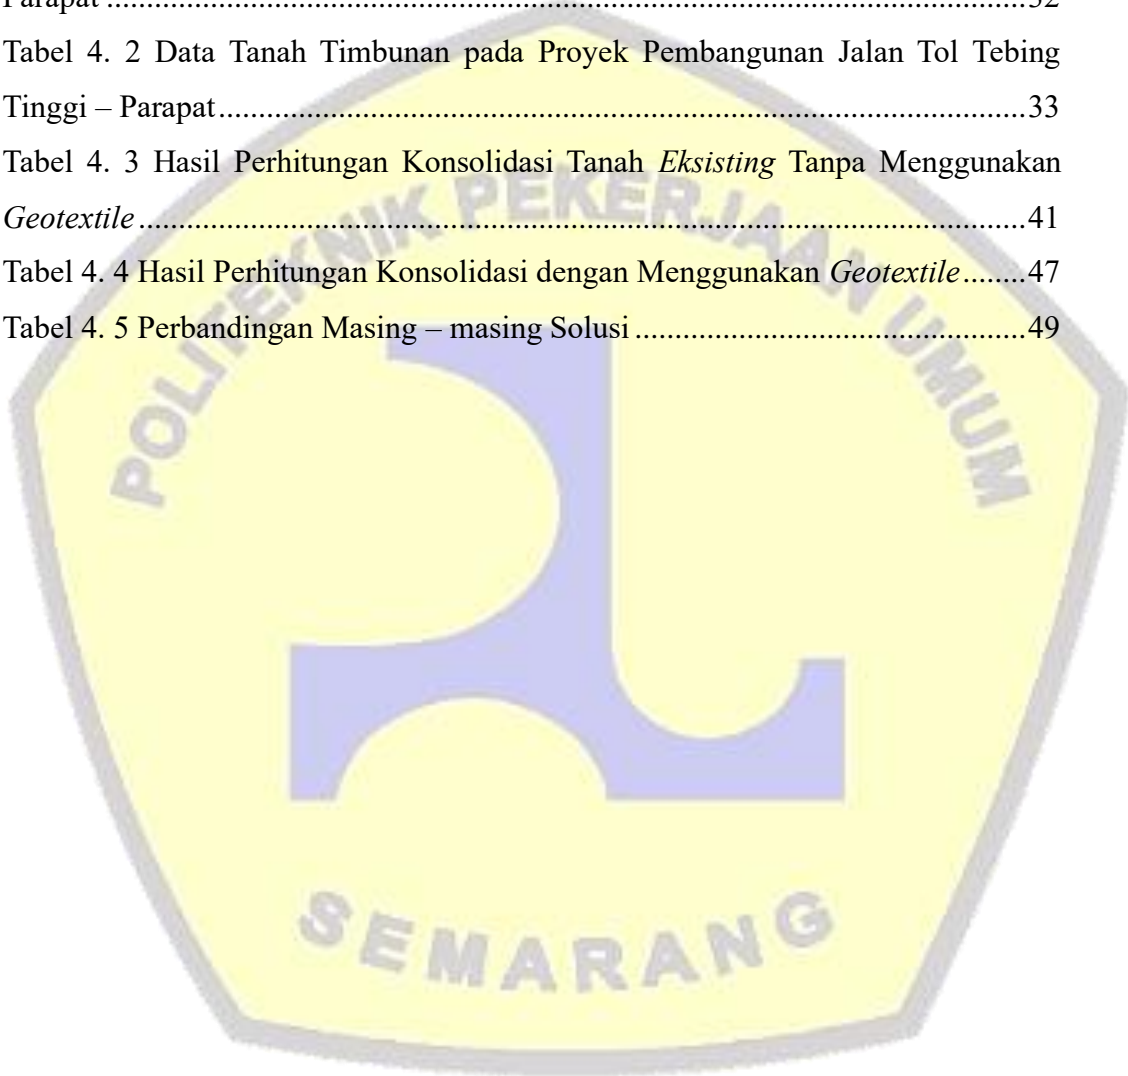 Parapat ....................................................................................................................32
Tabel 4. 2 Data Tanah Timbunan pada Proyek Pembangunan Jalan Tol Tebing
Tinggi – Parapat......................................................................................................33
Tabel 4. 3 Hasil Perhitungan Konsolidasi Tanah Eksisting Tanpa Menggunakan
Geotextile................................................................................................................41
Tabel 4. 4 Hasil Perhitungan Konsolidasi dengan Menggunakan Geotextile........47
Tabel 4. 5 Perbandingan Masing – masing Solusi.................................................49
POLITEKNIK PEKERJAAN UMUM
SEMARANG